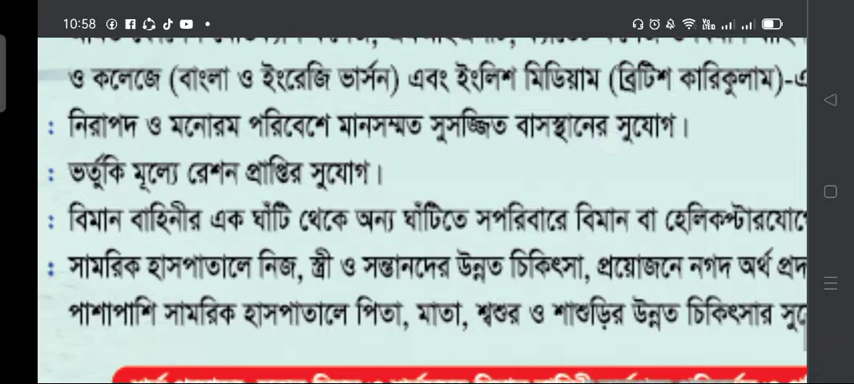 10:58
ও কলেজে (বাংলা ও ইংরেজি ভার্সন) এবং ইংলিশ মিডিয়াম (ব্রিটিশ কারিকুলাম)-এ
: নিরাপদ ও মনোরম পরিবেশে মানসম্মত সুসজ্জিত বাসস্থানের সুযোগ।
: ভর্তুকি মূল্যে রেশন প্রাপ্তির সুযোগ।
: বিমান বাহিনীর এক ঘাঁটি থেকে অন্য ঘাঁটিতে সপরিবারে বিমান বা হেলিকপ্টারযোগে
: সামরিক হাসপাতালে নিজ, স্ত্রী ও সন্তানদের উন্নত চিকিৎসা, প্রয়োজনে নগদ অর্থ প্রদ
পাশাপাশি সামরিক হাসপাতালে পিতা, মাতা, শ্বশুর ও শাশুড়ির উন্নত চিকিৎসার